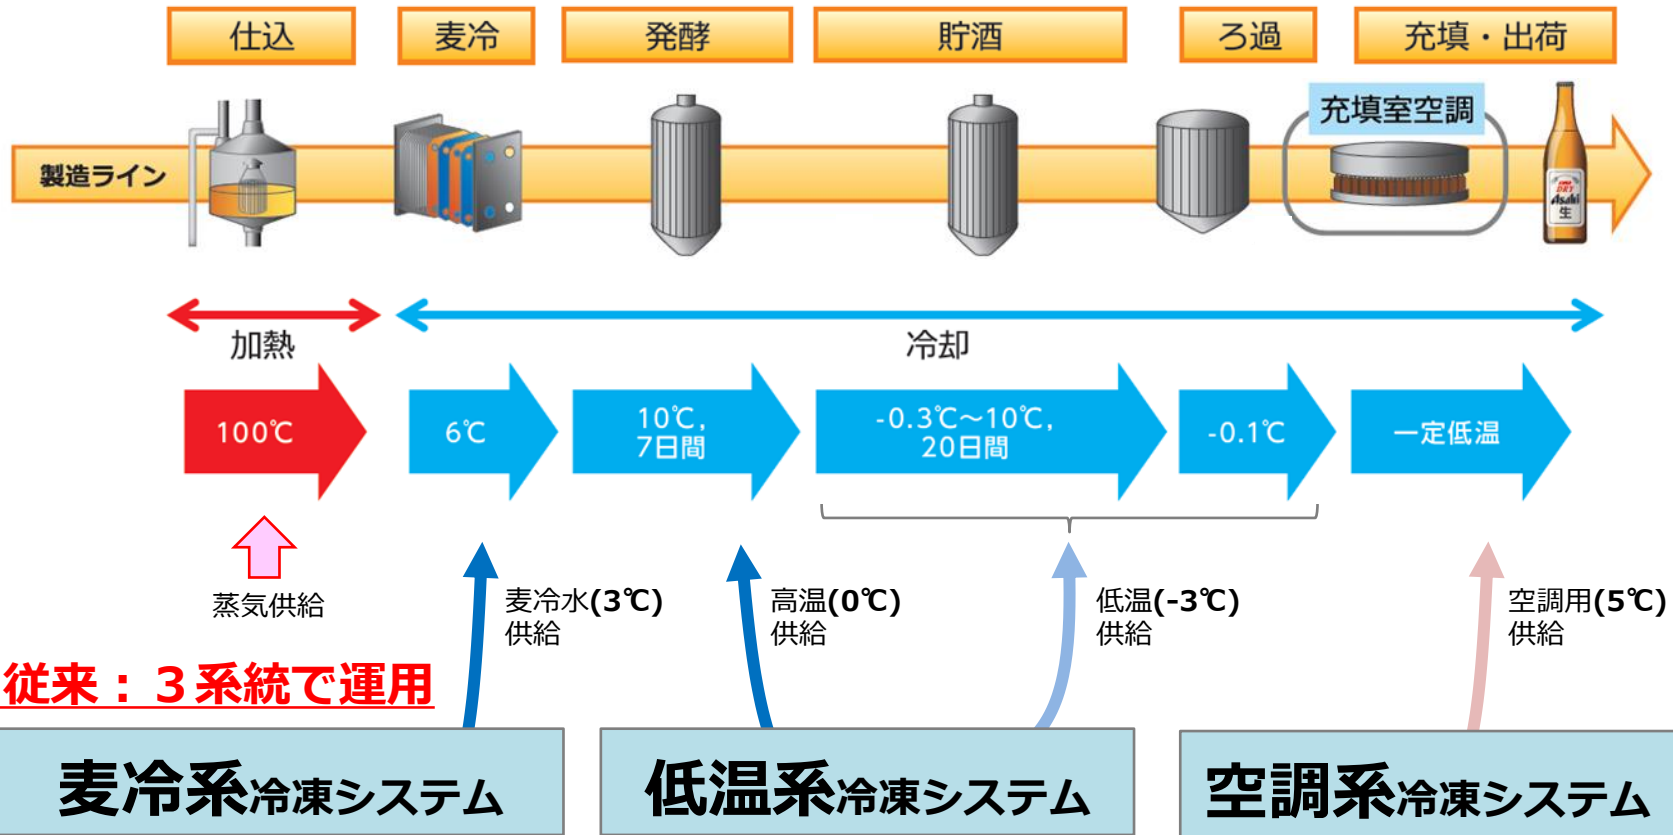 仕込
麦冷
発酵
貯酒
ろ過
充填・出荷
充填室空調
製造ライン
DRY
Asahi
生
加熱
冷却
100℃
6℃
10℃,
7日間
-0.3℃～10℃,
20日間
-0.1℃
一定低温
蒸気供給
麦冷水(3℃)
供給
高温(0℃)
供給
低温(-3℃)
供給
空調用(5℃)
供給
従来：３系統で運用
麦冷系冷凍システム
低温系冷凍システム
空調系冷凍システム